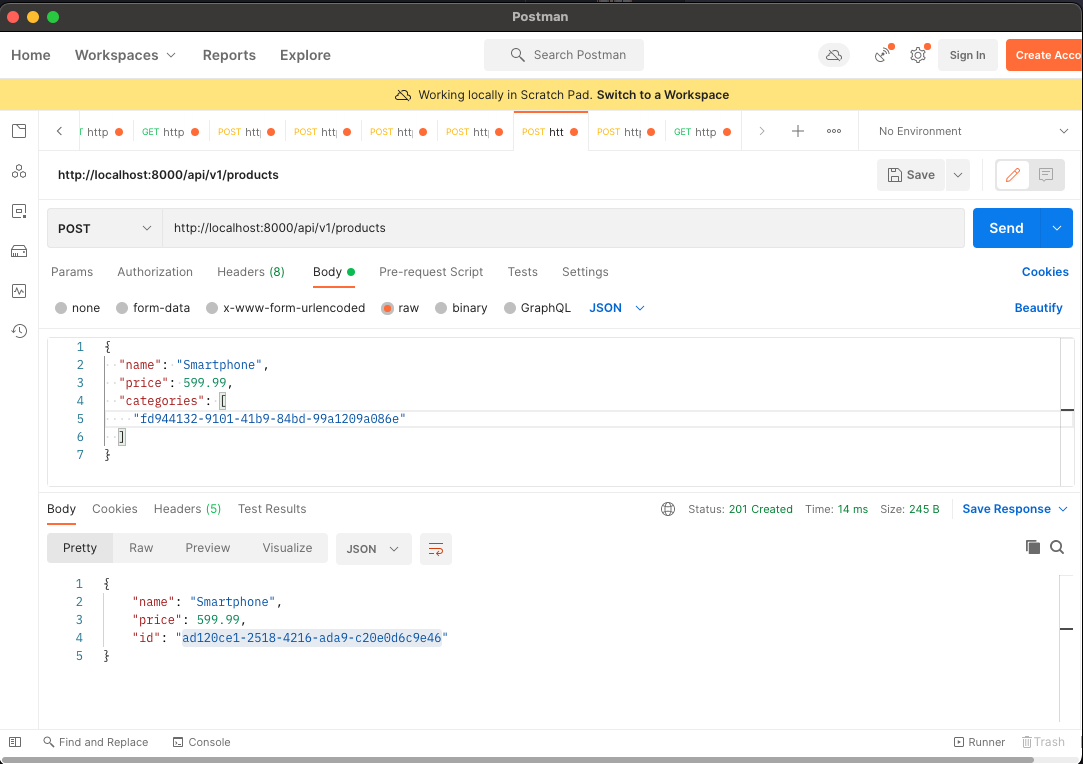 Postman
Home Workspaces Reports Explore Search Postman Sign In Create Acco
Working locally in Scratch Pad. Switch to a Workspace
T http GET http POST htt POST htt POST htt POST htt POST htt POST htt GET http No Environment
http://localhost:8000/api/v1/products Save
POST http://localhost:8000/api/v1/products Send
Params Authorization Headers (8) Body Pre-request Script Tests Settings Cookies
none form-data x-www-form-urlencoded raw binary GraphQL JSON Beautify
1 {
2 "name": "Smartphone",
3 "price": 599.99,
4 "categories": [
5 "fd944132-9101-41b9-84bd-99a1209a086e"
6 ]
7 }
Body Cookies Headers (5) Test Results Status: 201 Created Time: 14 ms Size: 245 B Save Response
Pretty Raw Preview Visualize JSON
1 {
2 "name": "Smartphone",
3 "price": 599.99,
4 "id": "ad120ce1-2518-4216-ada9-c20e0d6c9e46"
5 }
Find and Replace Console Runner Trash